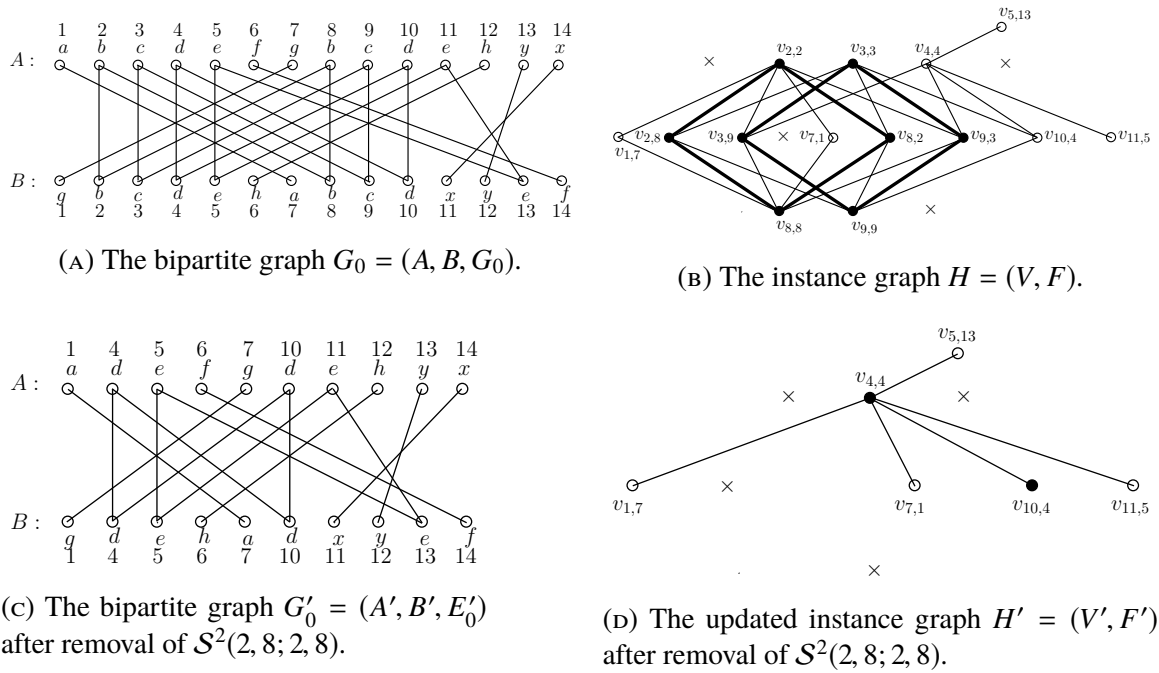 1 2 3 4 5 6 7 8 9 10 11 12 13 14
a b c d e f g b c d e h y x
A :
B :
g b c d e h a b c d x y e f
1 2 3 4 5 6 7 8 9 10 11 12 13 14
(A) The bipartite graph G₀ = (A, B, G₀).
v₅,₁₃
v₂,₂ v₃,₃ v₄,₄
× ×
v₂,₈ v₃,₉ × v₇,₁ v₈,₂ v₉,₃ v₁₀,₄ v₁₁,₅
v₁,₇
×
v₈,₈ v₉,₉
(B) The instance graph H = (V, F).
1 4 5 6 7 10 11 12 13 14
a d e f g d e h y x
A :
B :
g d e h a d x y e f
1 4 5 6 7 10 11 12 13 14
(C) The bipartite graph G′₀ = (A′, B′, E′₀)
after removal of 𝒮²(2, 8; 2, 8).
v₅,₁₃
v₄,₄
× ×
×
v₁,₇ v₇,₁ v₁₀,₄ v₁₁,₅
×
(D) The updated instance graph H′ = (V′, F′)
after removal of 𝒮²(2, 8; 2, 8).